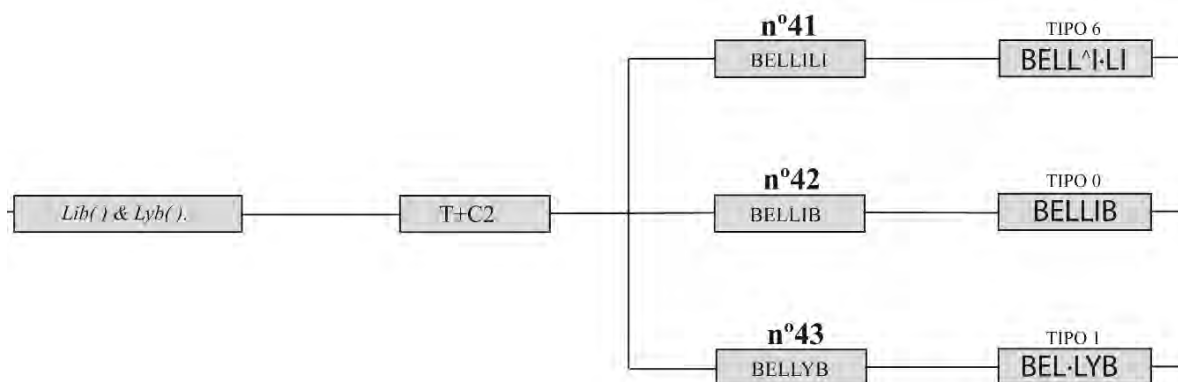 nº41
TIPO 6
BELLILI
BELL^I·LI
nº42
TIPO 0
Lib( ) & Lyb( ).
T+C2
BELLIB
BELLIB
nº43
TIPO 1
BELLYB
BEL·LYB